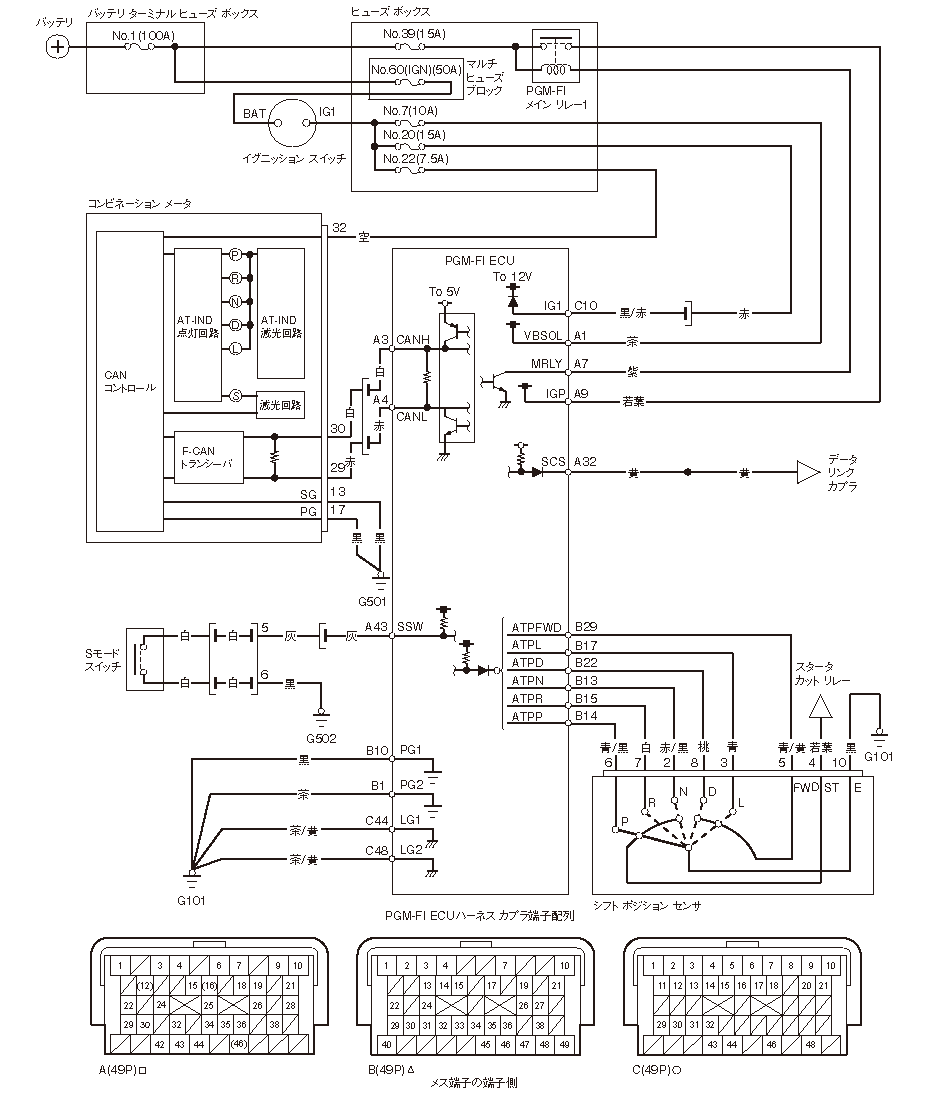 バッテリ
バッテリ ターミナル ヒューズ ボックス
No.1(100A)
ヒューズ ボックス
No.39(15A)
No.60(IGN)(50A)
マルチ
ヒューズ
ブロック
PGM-FI
メイン リレー1
BAT
IG1
イグニッション スイッチ
No.7(10A)
No.20(15A)
No.22(7.5A)
コンビネーション メータ
32
空
CAN
コントロール
AT-IND
点灯回路
P
R
N
D
L
S
AT-IND
減光回路
減光回路
F-CAN
トランシーバ
30
29
SG
13
PG
17
白
赤
白
赤
黒
黒
G501
PGM-FI ECU
To 12V
To 5V
A3
CANH
A4
CANL
IG1
C10
黒/赤
赤
VBSOL
A1
茶
MRLY
A7
紫
IGP
A9
若葉
SCS
A32
黄
黄
データ
リンク
カプラ
Sモード
スイッチ
白
白
5
灰
灰
A43
SSW
白
白
6
黒
G502
ATPFWD
B29
ATPL
B17
ATPD
B22
ATPN
B13
ATPR
B15
ATPP
B14
スタータ
カット リレー
G101
青/黒
白
赤/黒
桃
青
青/黄
若葉
黒
6
7
2
8
3
5
4
10
FWD
ST
E
P
R
N
D
L
シフト ポジション センサ
黒
B10
PG1
茶
B1
PG2
茶/黄
C44
LG1
茶/黄
C48
LG2
G101
PGM-FI ECUハーネス カプラ端子配列
1 3 4 6 7 9 10
(12) 15 (16) 18 19 21
22 24 25 26 28
29 30 32 34 35 36 38
42 43 44 (46)
A(49P)□
1 2 3 4 10
13 14 15 17 19 21
22 24 26 27
29 30 31 32 33 34 35 36 38
40 45 46 47 48 49
B(49P)△
1 2 3 4 5 6 7 8 9 10
11 12 13 14 15 16 17 18 20 21
29 30 31 32
43 44 46 48
C(49P)○
メス端子の端子側